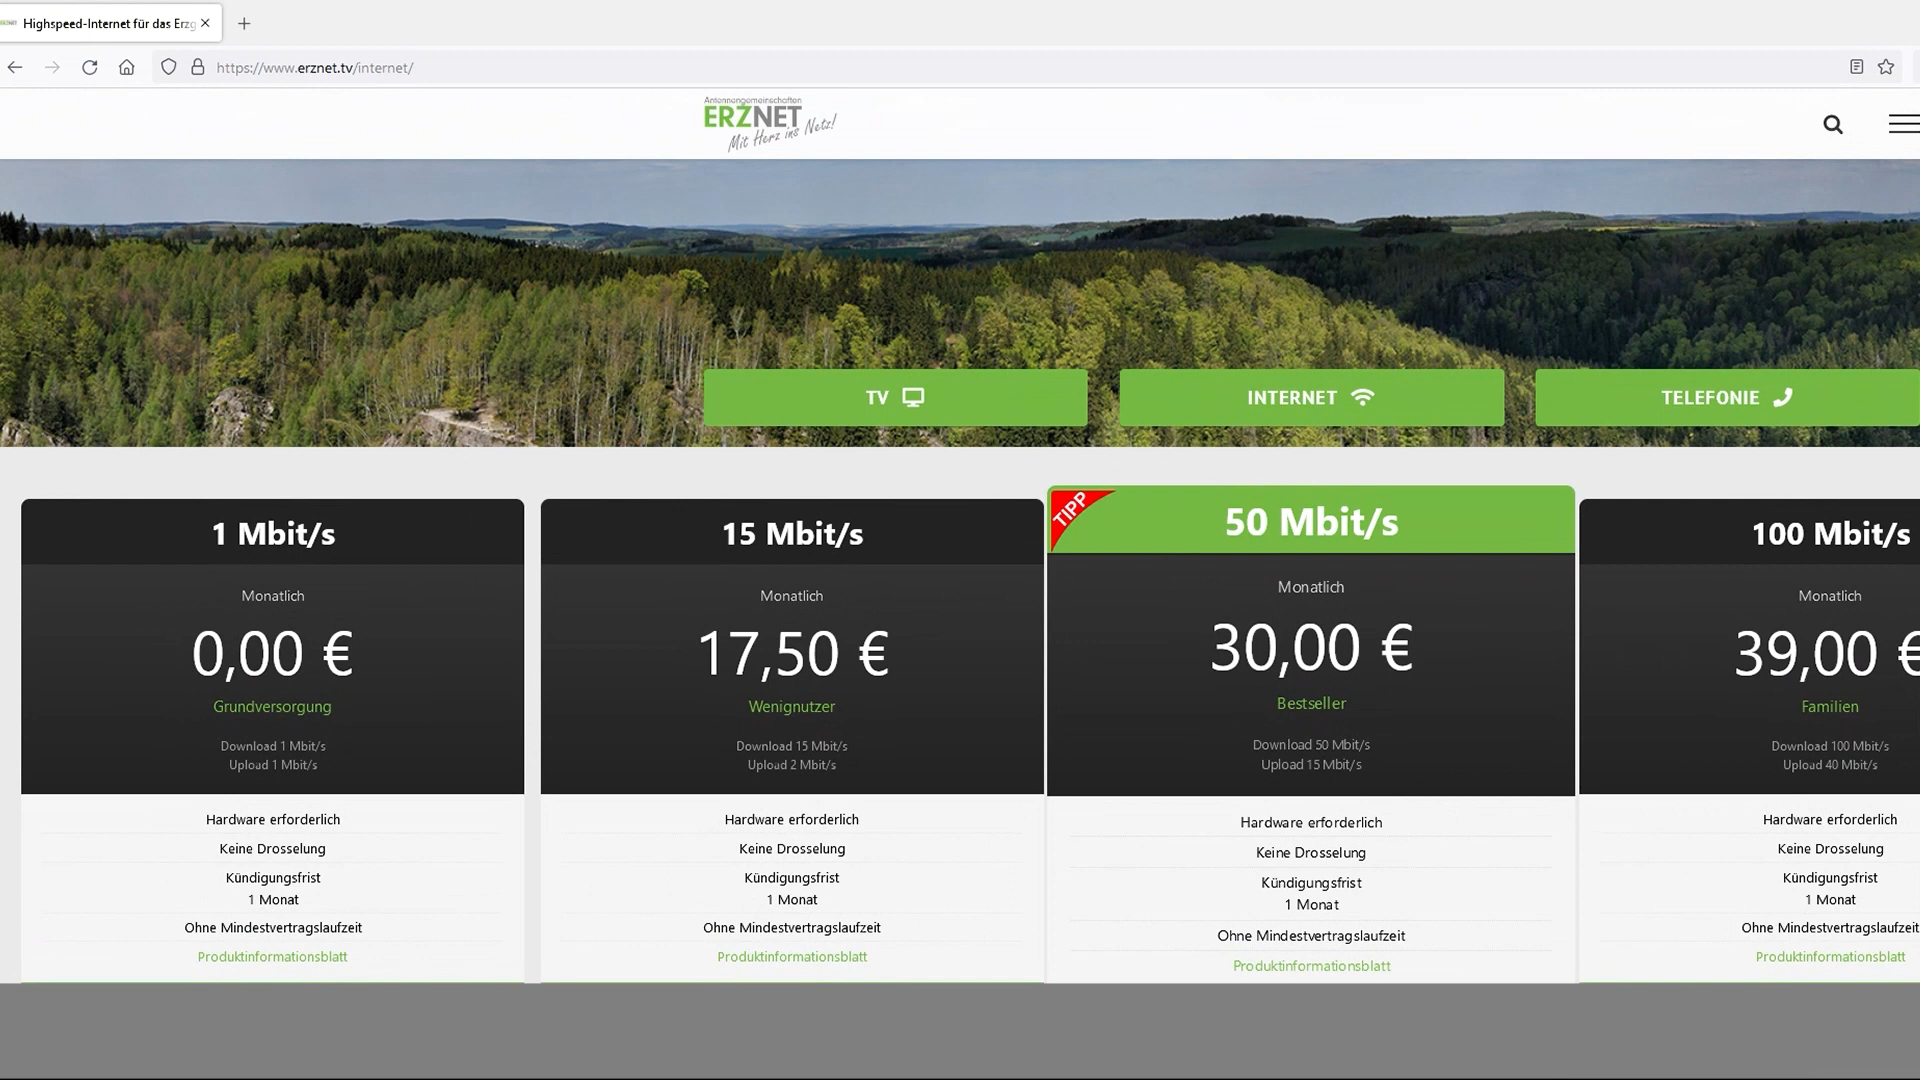 Highspeed-Internet für das Erzg
https://www.erznet.tv/internet/
Antennengemeinschaften
ERZNET
Mit Herz ins Netz!
TV
INTERNET
TELEFONIE
1 Mbit/s
Monatlich
0,00 €
Grundversorgung
Download 1 Mbit/s
Upload 1 Mbit/s
Hardware erforderlich
Keine Drosselung
Kündigungsfrist
1 Monat
Ohne Mindestvertragslaufzeit
Produktinformationsblatt
15 Mbit/s
Monatlich
17,50 €
Wenignutzer
Download 15 Mbit/s
Upload 2 Mbit/s
Hardware erforderlich
Keine Drosselung
Kündigungsfrist
1 Monat
Ohne Mindestvertragslaufzeit
Produktinformationsblatt
TIPP
50 Mbit/s
Monatlich
30,00 €
Bestseller
Download 50 Mbit/s
Upload 15 Mbit/s
Hardware erforderlich
Keine Drosselung
Kündigungsfrist
1 Monat
Ohne Mindestvertragslaufzeit
Produktinformationsblatt
100 Mbit/s
Monatlich
39,00 €
Familien
Download 100 Mbit/s
Upload 40 Mbit/s
Hardware erforderlich
Keine Drosselung
Kündigungsfrist
1 Monat
Ohne Mindestvertragslaufzeit
Produktinformationsblatt